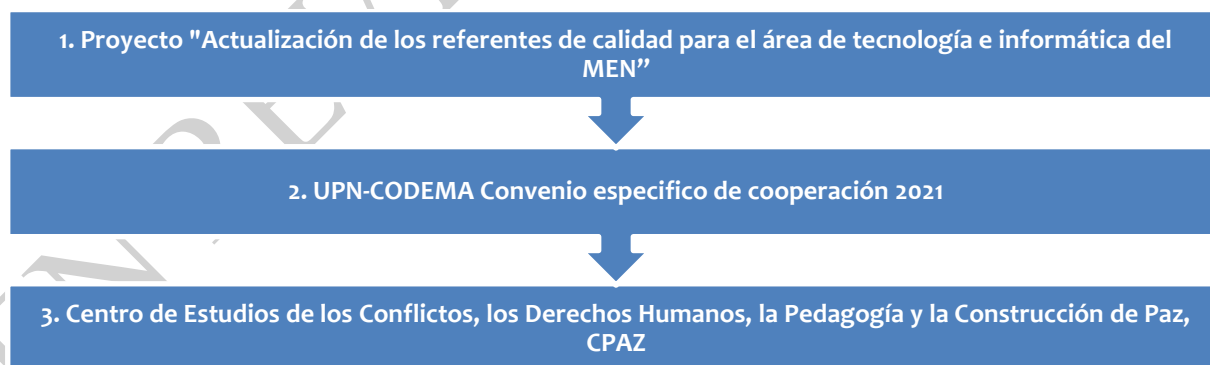 1. Proyecto "Actualización de los referentes de calidad para el área de tecnología e informática del
MEN”
2. UPN-CODEMA Convenio especifico de cooperación 2021
3. Centro de Estudios de los Conflictos, los Derechos Humanos, la Pedagogía y la Construcción de Paz,
CPAZ